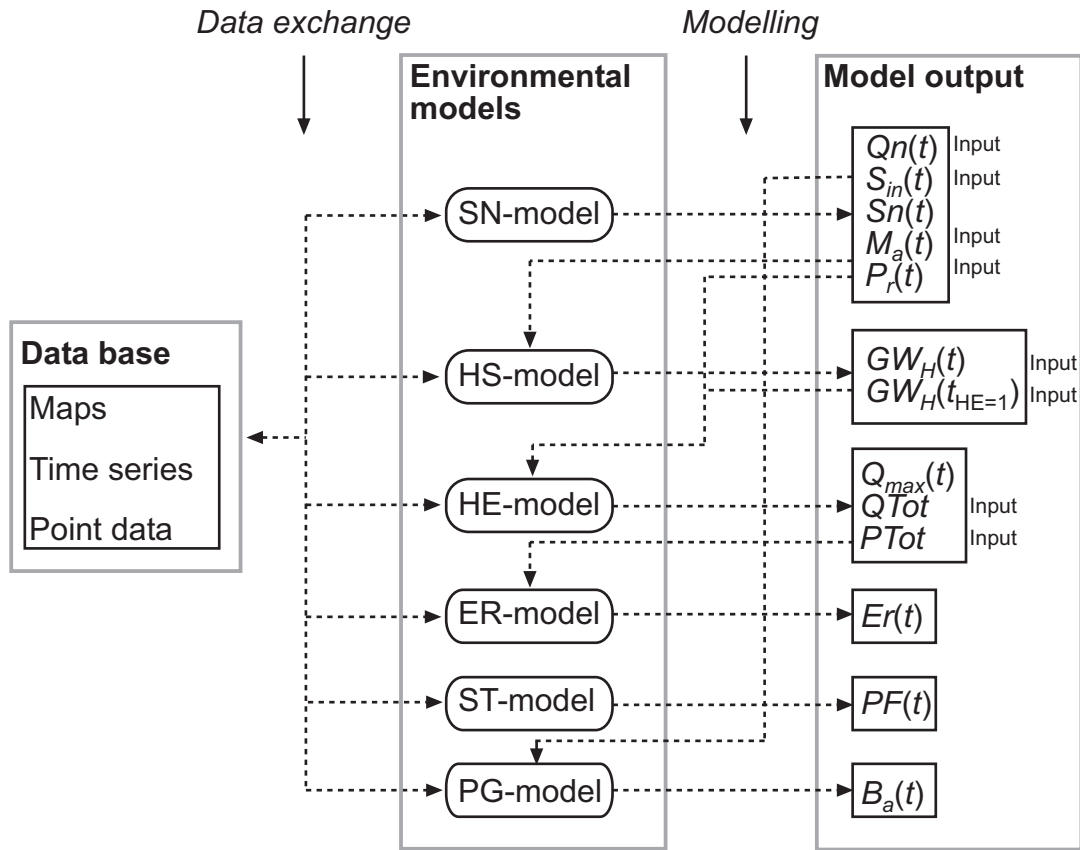 Data exchange
Modelling
Environmental
models
Model output
Qn(t) Input
S_in(t) Input
SN-model
Sn(t)
M_a(t) Input
P_r(t) Input
Data base
Maps
Time series
Point data
HS-model
GW_H(t) Input
GW_H(t_HE=1) Input
Q_max(t)
HE-model
QTot Input
PTot Input
ER-model
Er(t)
ST-model
PF(t)
PG-model
B_a(t)